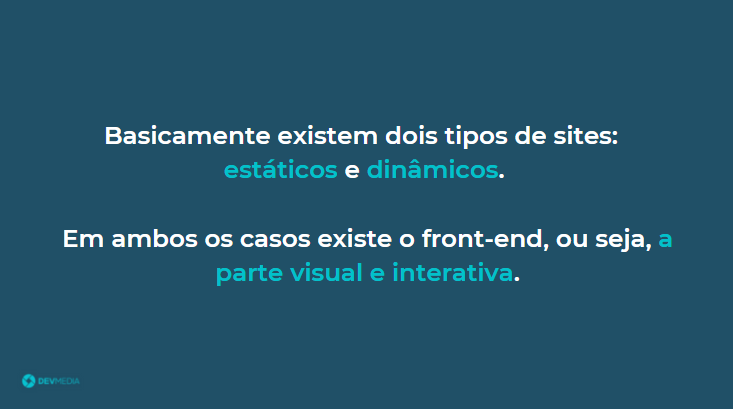 Basicamente existem dois tipos de sites:
estáticos e dinâmicos.
Em ambos os casos existe o front-end, ou seja, a
parte visual e interativa.
DEVMEDIA